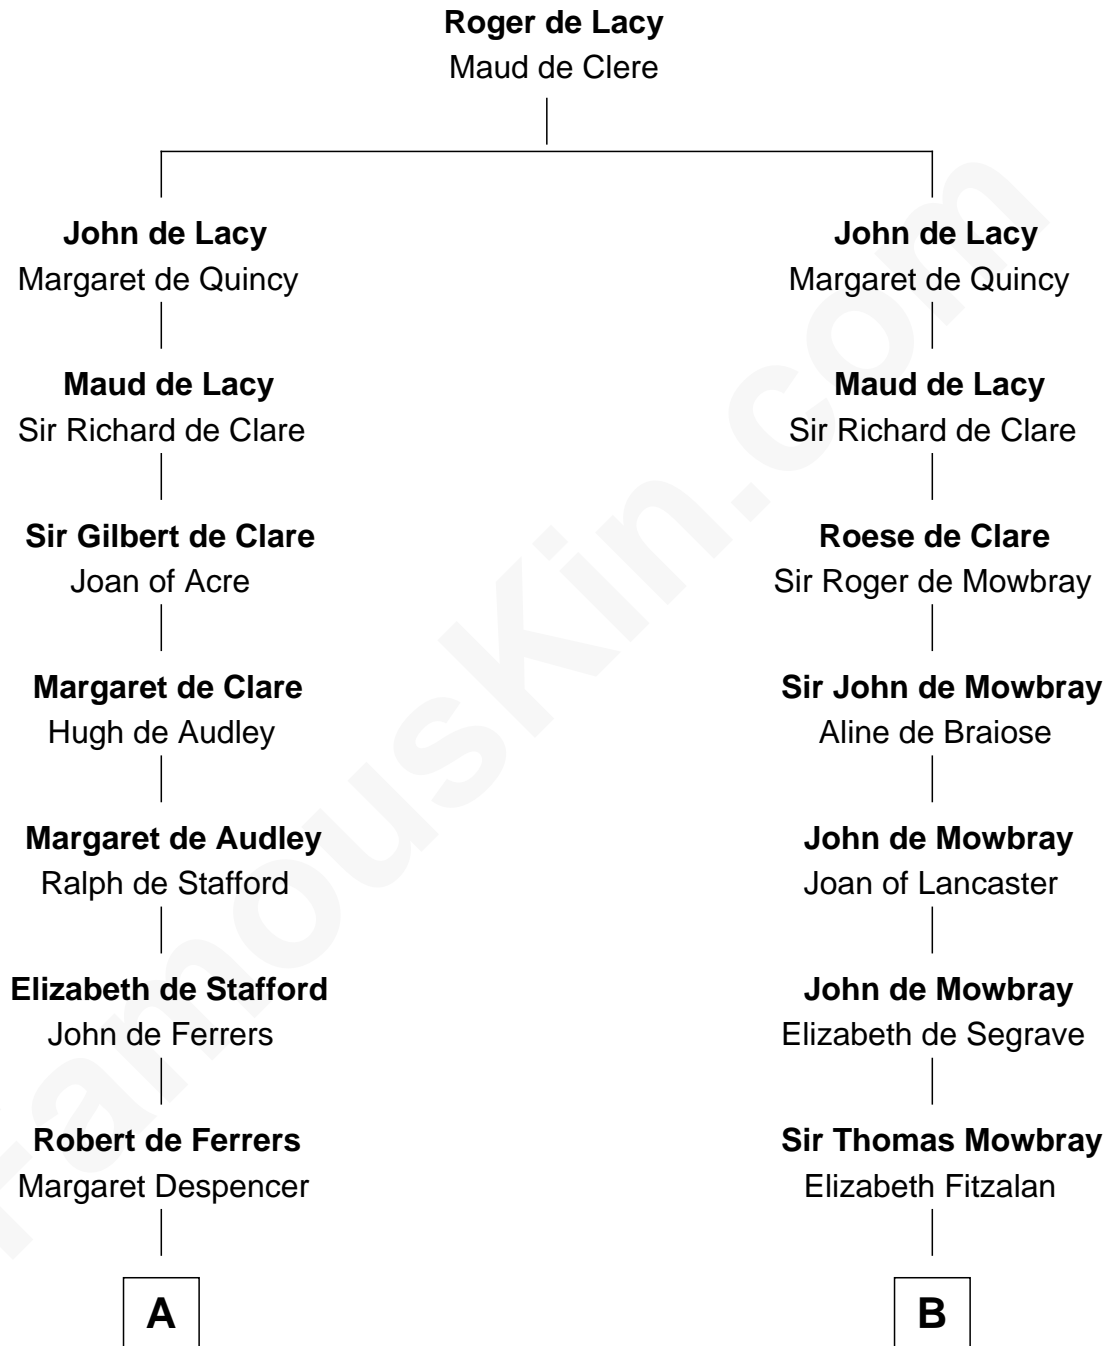 Roger de Lacy
Maud de Clere
John de Lacy
Margaret de Quincy
Maud de Lacy
Sir Richard de Clare
Sir Gilbert de Clare
Joan of Acre
Margaret de Clare
Hugh de Audley
Margaret de Audley
Ralph de Stafford
Elizabeth de Stafford
John de Ferrers
Robert de Ferrers
Margaret Despencer
A
John de Lacy
Margaret de Quincy
Maud de Lacy
Sir Richard de Clare
Roese de Clare
Sir Roger de Mowbray
Sir John de Mowbray
Aline de Braiose
John de Mowbray
Joan of Lancaster
John de Mowbray
Elizabeth de Segrave
Sir Thomas Mowbray
Elizabeth Fitzalan
B
FamousKin.com